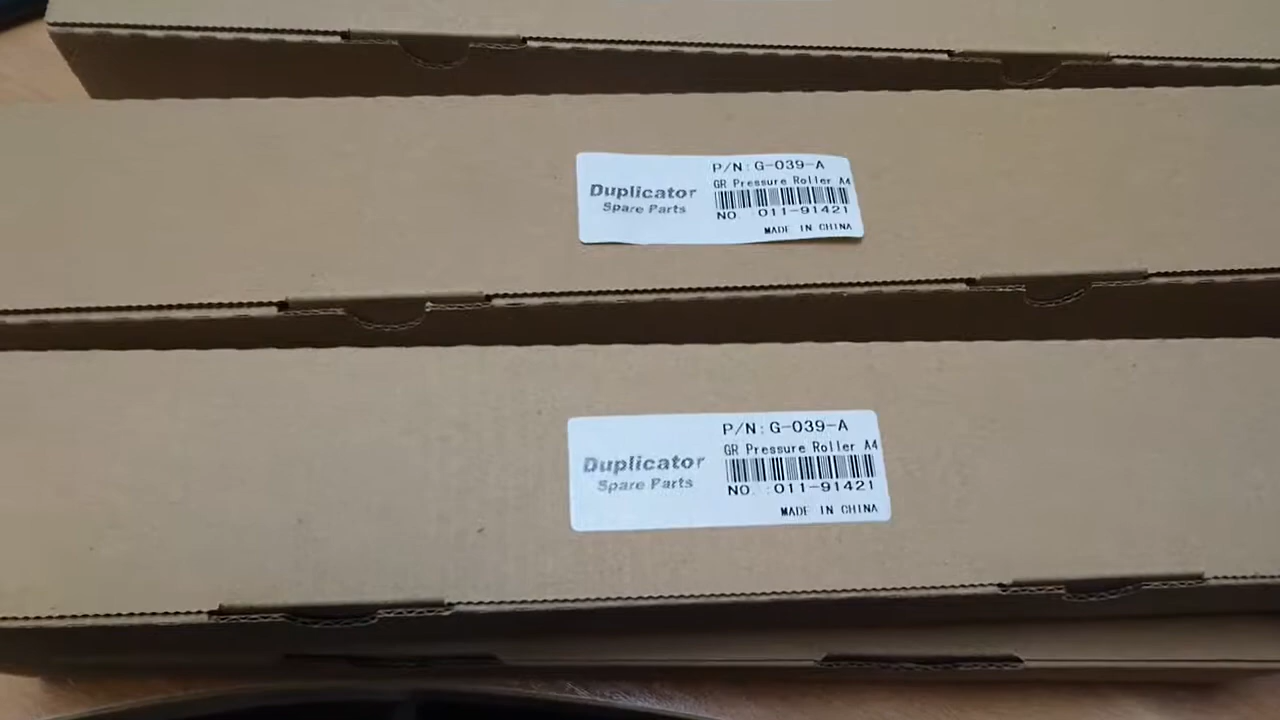 Duplicator
Spare Parts
P/N: G-039-A
GR Pressure Roller A4
NO. :011-91421
MADE IN CHINA
Duplicator
Spare Parts
P/N: G-039-A
GR Pressure Roller A4
NO. :011-91421
MADE IN CHINA